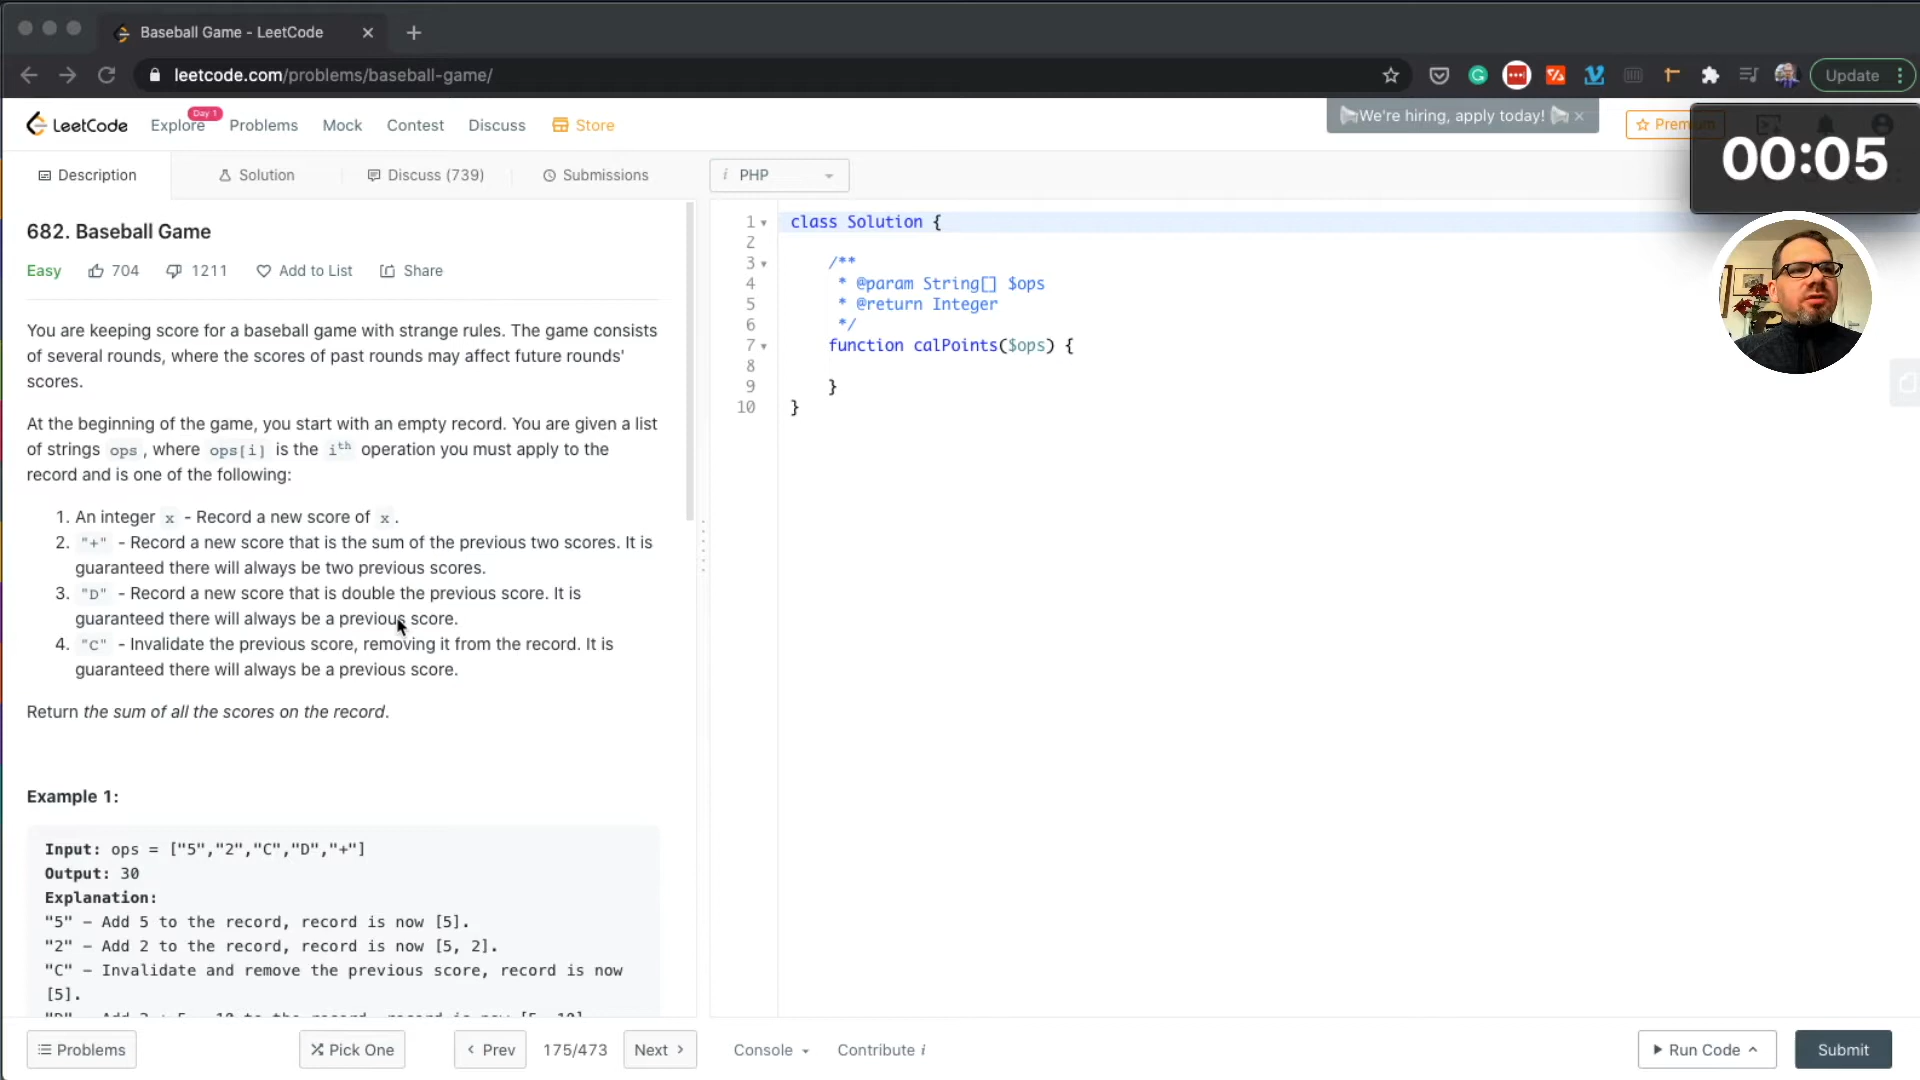 Baseball Game - LeetCode
leetcode.com/problems/baseball-game/
Update
LeetCode
Explore
Day 1
Problems
Mock
Contest
Discuss
Store
We're hiring, apply today!
Premium
00:05
Description
Solution
Discuss (739)
Submissions
i PHP
682. Baseball Game
Easy
704
1211
Add to List
Share
You are keeping score for a baseball game with strange rules. The game consists
of several rounds, where the scores of past rounds may affect future rounds'
scores.
At the beginning of the game, you start with an empty record. You are given a list
of strings ops, where ops[i] is the ith operation you must apply to the
record and is one of the following:
1. An integer x - Record a new score of x.
2. "+" - Record a new score that is the sum of the previous two scores. It is
guaranteed there will always be two previous scores.
3. "D" - Record a new score that is double the previous score. It is
guaranteed there will always be a previous score.
4. "C" - Invalidate the previous score, removing it from the record. It is
guaranteed there will always be a previous score.
Return the sum of all the scores on the record.
Example 1:
Input: ops = ["5","2","C","D","+"]
Output: 30
Explanation:
"5" - Add 5 to the record, record is now [5].
"2" - Add 2 to the record, record is now [5, 2].
"C" - Invalidate and remove the previous score, record is now
[5].
1 class Solution {
2
3 /**
4 * @param String[] $ops
5 * @return Integer
6 */
7 function calPoints($ops) {
8
9 }
10 }
Problems
Pick One
Prev
175/473
Next
Console
Contribute i
Run Code
Submit